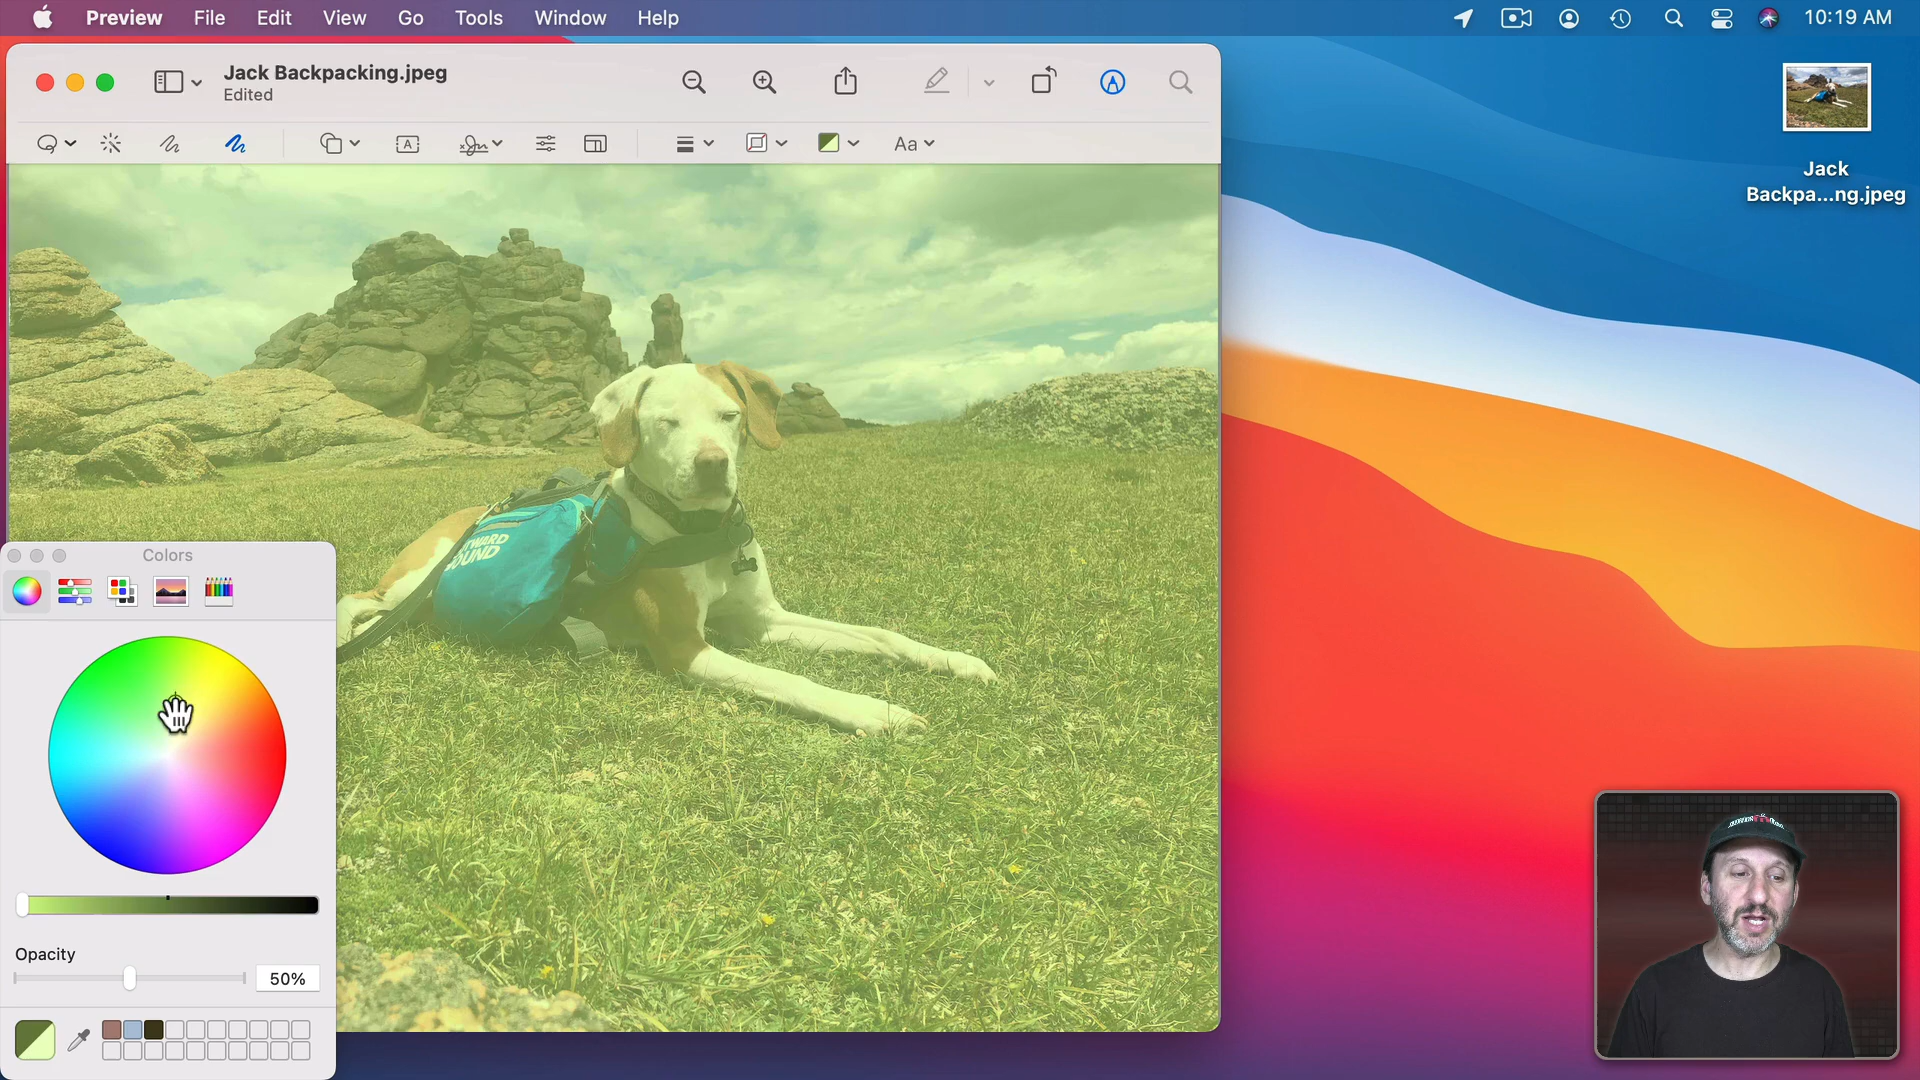 Preview File Edit View Go Tools Window Help 10:19 AM
Jack Backpacking.jpeg
Edited
A
Aa
Jack
Backpa...ng.jpeg
OUND
Colors
Opacity
50%